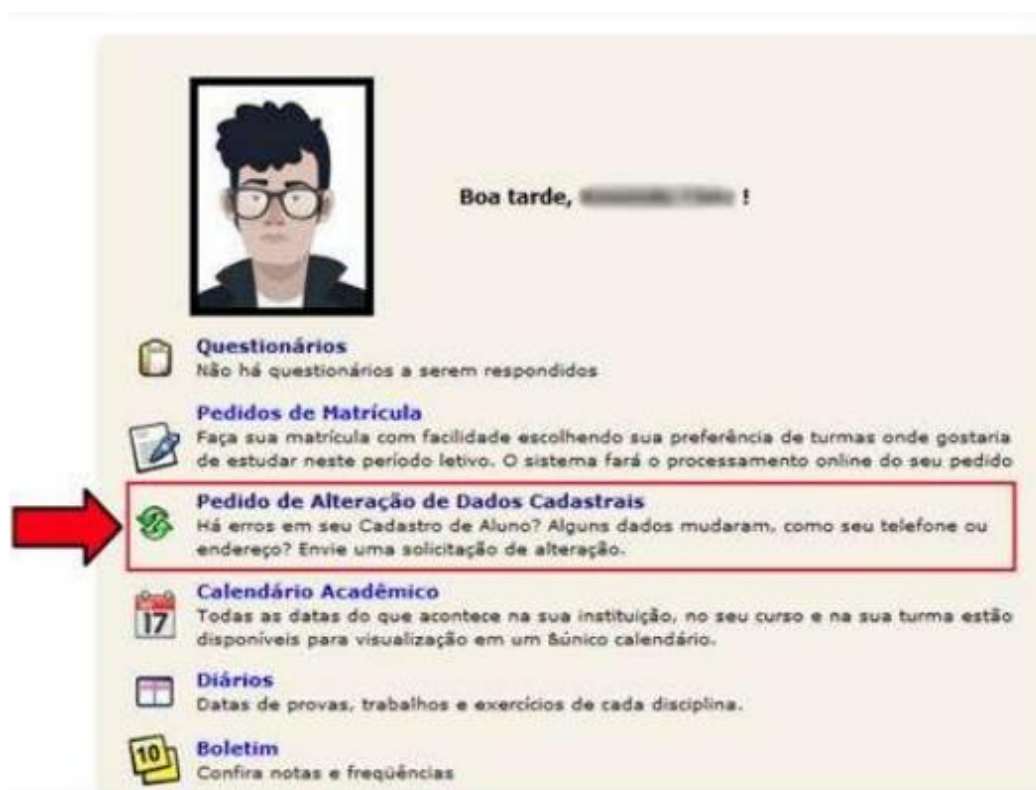 Boa tarde, !
Questionários
Não há questionários a serem respondidos
Pedidos de Matrícula
Faça sua matrícula com facilidade escolhendo sua preferência de turmas onde gostaria
de estudar neste período letivo. O sistema fará o processamento online do seu pedido
Pedido de Alteração de Dados Cadastrais
Há erros em seu Cadastro de Aluno? Alguns dados mudaram, como seu telefone ou
endereço? Envie uma solicitação de alteração.
17
Calendário Acadêmico
Todas as datas do que acontece na sua instituição, no seu curso e na sua turma estão
disponíveis para visualização em um &único calendário.
Diários
Datas de provas, trabalhos e exercícios de cada disciplina.
10
Boletim
Confira notas e freqüências